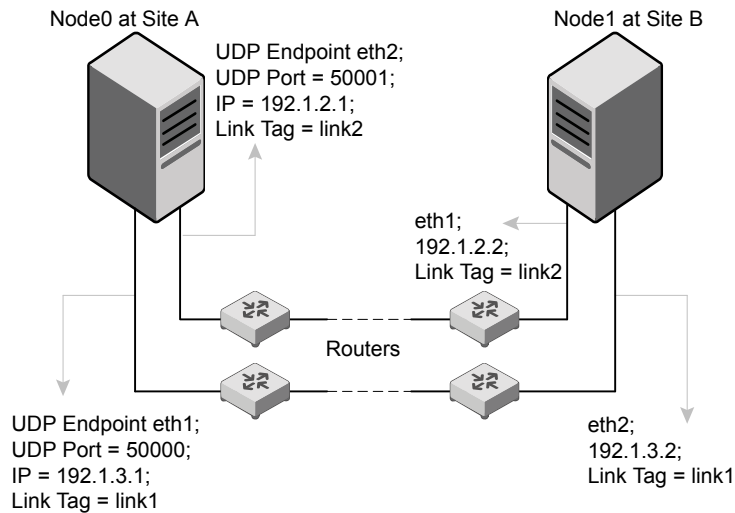 Node0 at Site A
Node1 at Site B
UDP Endpoint eth2;
UDP Port = 50001;
IP = 192.1.2.1;
Link Tag = link2
eth1;
192.1.2.2;
Link Tag = link2
Routers
UDP Endpoint eth1;
UDP Port = 50000;
IP = 192.1.3.1;
Link Tag = link1
eth2;
192.1.3.2;
Link Tag = link1